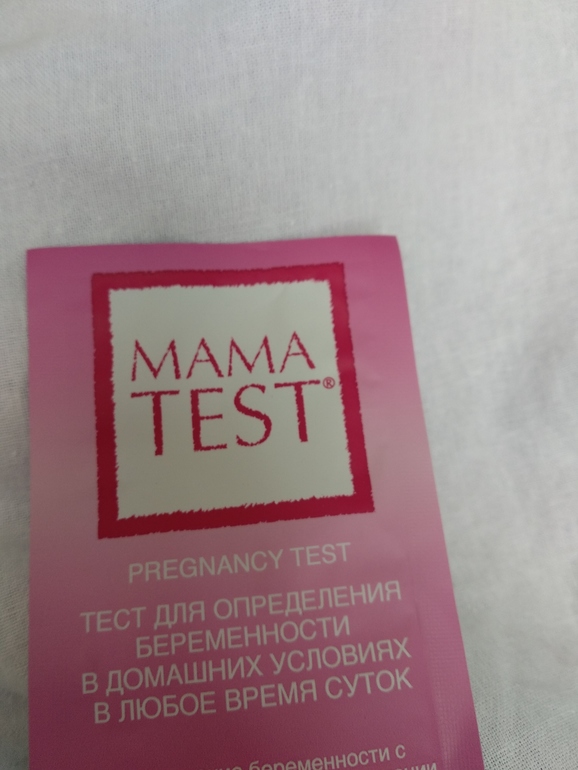 MAMA
TEST®
PREGNANCY TEST
ТЕСТ ДЛЯ ОПРЕДЕЛЕНИЯ
БЕРЕМЕННОСТИ
В ДОМАШНИХ УСЛОВИЯХ
В ЛЮБОЕ ВРЕМЯ СУТОК
беременности с